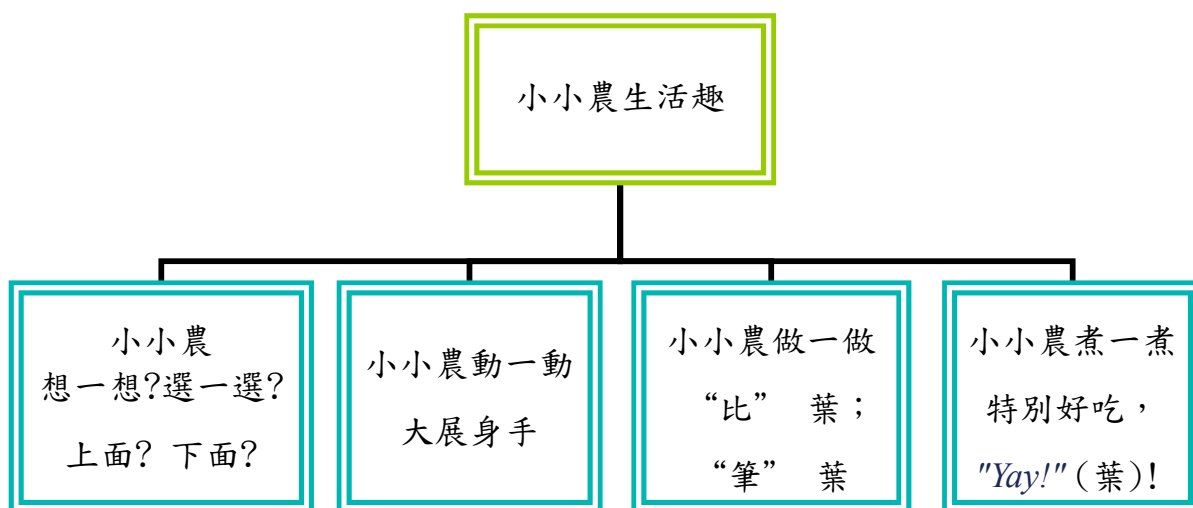 小小農生活趣
小小農
想一想?選一選?
上面? 下面?
小小農動一動
大展身手
小小農做一做
“比” 葉；
“筆” 葉
小小農煮一煮
特別好吃，
"Yay!"（葉）!